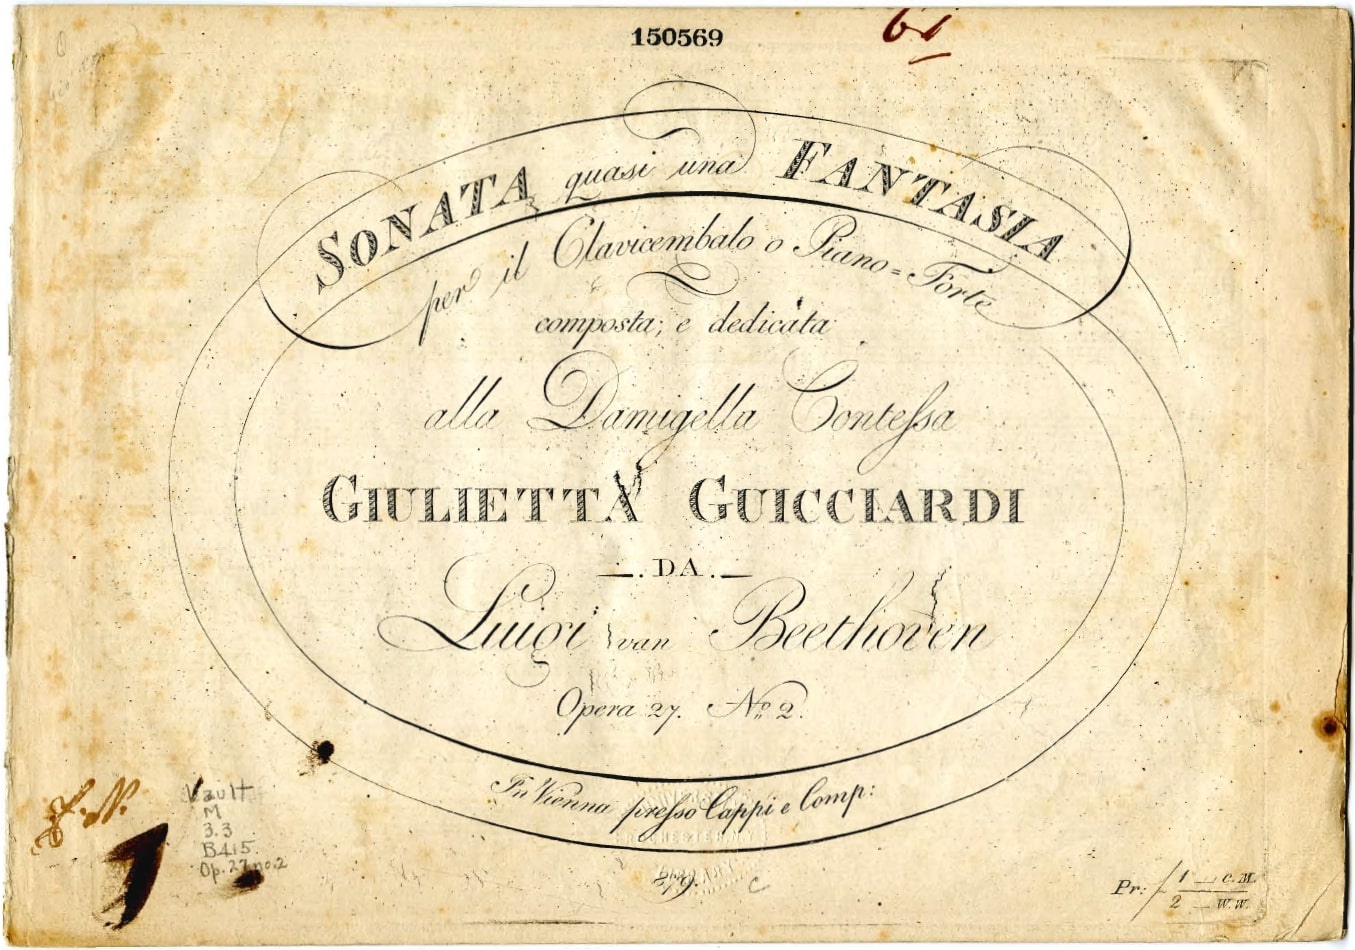 150569
61
SONATA quasi una FANTASIA
per il Clavicembalo o Piano=Forte
composta, e dedicata
alla Damigella Contessa
GIULIETTA GUICCIARDI
DA
Luigi van Beethoven
Opera 27. No. 2.
In Vienna presso Cappi e Comp:
879.
Vault
M
3.3
B415
Op.27 no.2
Pr: f 1 — c.M.
2 — w.w.